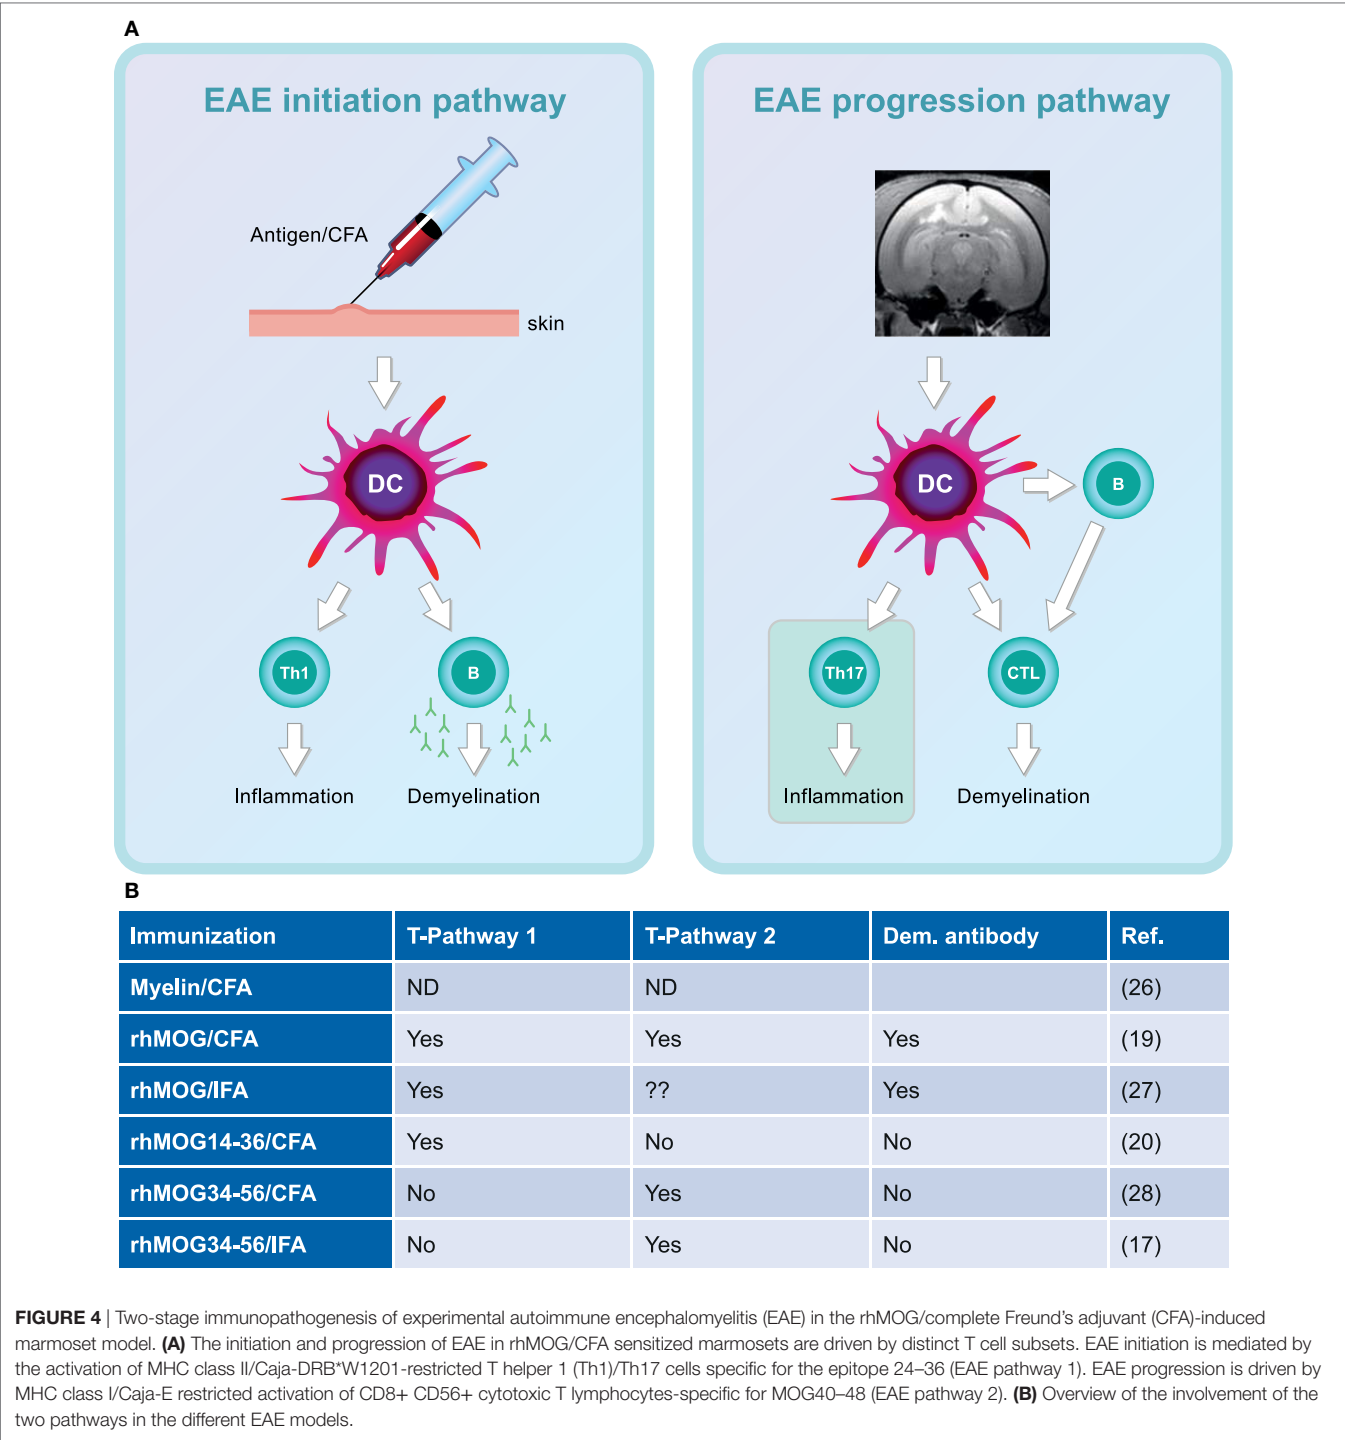 A
EAE initiation pathway
Antigen/CFA
skin
DC
Th1
B
Inflammation
Demyelination
EAE progression pathway
DC
B
Th17
CTL
Inflammation
Demyelination
B
Immunization T-Pathway 1 T-Pathway 2 Dem. antibody Ref.
Myelin/CFA ND ND (26)
rhMOG/CFA Yes Yes Yes (19)
rhMOG/IFA Yes ?? Yes (27)
rhMOG14-36/CFA Yes No No (20)
rhMOG34-56/CFA No Yes No (28)
rhMOG34-56/IFA No Yes No (17)
FIGURE 4 | Two-stage immunopathogenesis of experimental autoimmune encephalomyelitis (EAE) in the rhMOG/complete Freund's adjuvant (CFA)-induced
marmoset model. (A) The initiation and progression of EAE in rhMOG/CFA sensitized marmosets are driven by distinct T cell subsets. EAE initiation is mediated by
the activation of MHC class II/Caja-DRB*W1201-restricted T helper 1 (Th1)/Th17 cells specific for the epitope 24–36 (EAE pathway 1). EAE progression is driven by
MHC class I/Caja-E restricted activation of CD8+ CD56+ cytotoxic T lymphocytes-specific for MOG40–48 (EAE pathway 2). (B) Overview of the involvement of the
two pathways in the different EAE models.